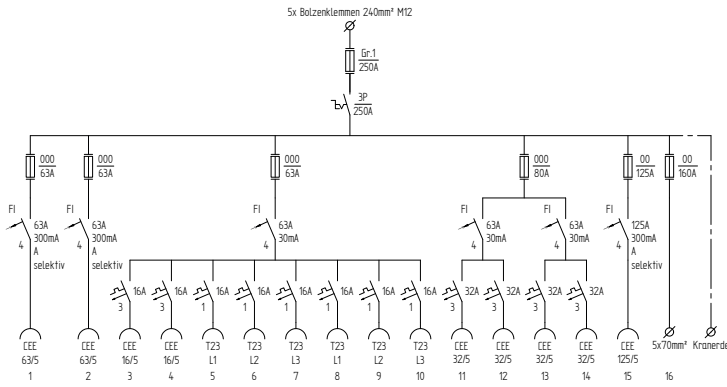 5x Bolzenklemmen 240mm² M12
Gr.1
250A
3P
250A
000
63A
000
63A
000
63A
000
80A
00
125A
00
160A
FI
63A
300mA
4
A
selektiv
FI
63A
300mA
4
A
selektiv
FI
63A
30mA
4
FI
63A
30mA
4
FI
63A
30mA
4
FI
125A
300mA
4
A
selektiv
16A 16A 16A 16A 16A 16A 16A 16A 32A 32A 32A 32A
3 3 1 1 1 1 1 1 3 3 3 3
CEE CEE CEE CEE T23 T23 T23 T23 T23 T23 CEE CEE CEE CEE CEE 5x70mm² Kranerde
63/5 63/5 16/5 16/5 L1 L2 L3 L1 L2 L3 32/5 32/5 32/5 32/5 125/5
1 2 3 4 5 6 7 8 9 10 11 12 13 14 15 16